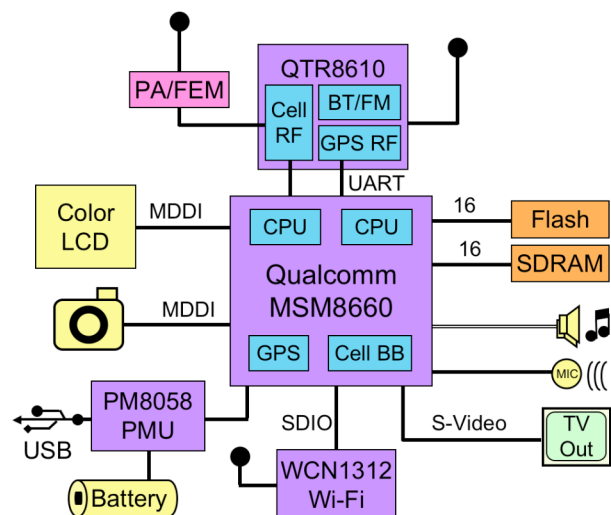 QTR8610
PA/FEM
Cell
RF
BT/FM
GPS RF
UART
Color
LCD
MDDI
CPU
CPU
16
Flash
16
SDRAM
Qualcomm
MSM8660
MDDI
GPS
Cell BB
MIC
PM8058
PMU
USB
SDIO
S-Video
TV
Out
Battery
WCN1312
Wi-Fi